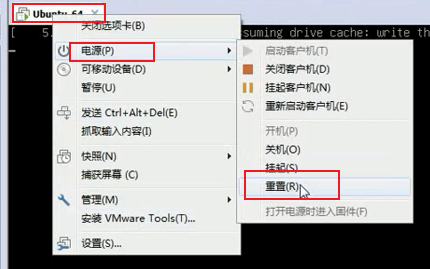 Ubuntu 64
[    5.
suming drive cache: write th
关闭选项卡(B)
电源(P)
可移动设备(D)
暂停(U)
发送 Ctrl+Alt+Del(E)
抓取输入内容(I)
快照(N)
捕获屏幕 (C)
管理(M)
安装 VMware Tools(T)...
设置(S)...
启动客户机(T)
关闭客户机(D)
挂起客户机(N)
重新启动客户机(E)
开机(P)
关机(O)
挂起(S)
重置(R)
打开电源时进入固件(F)